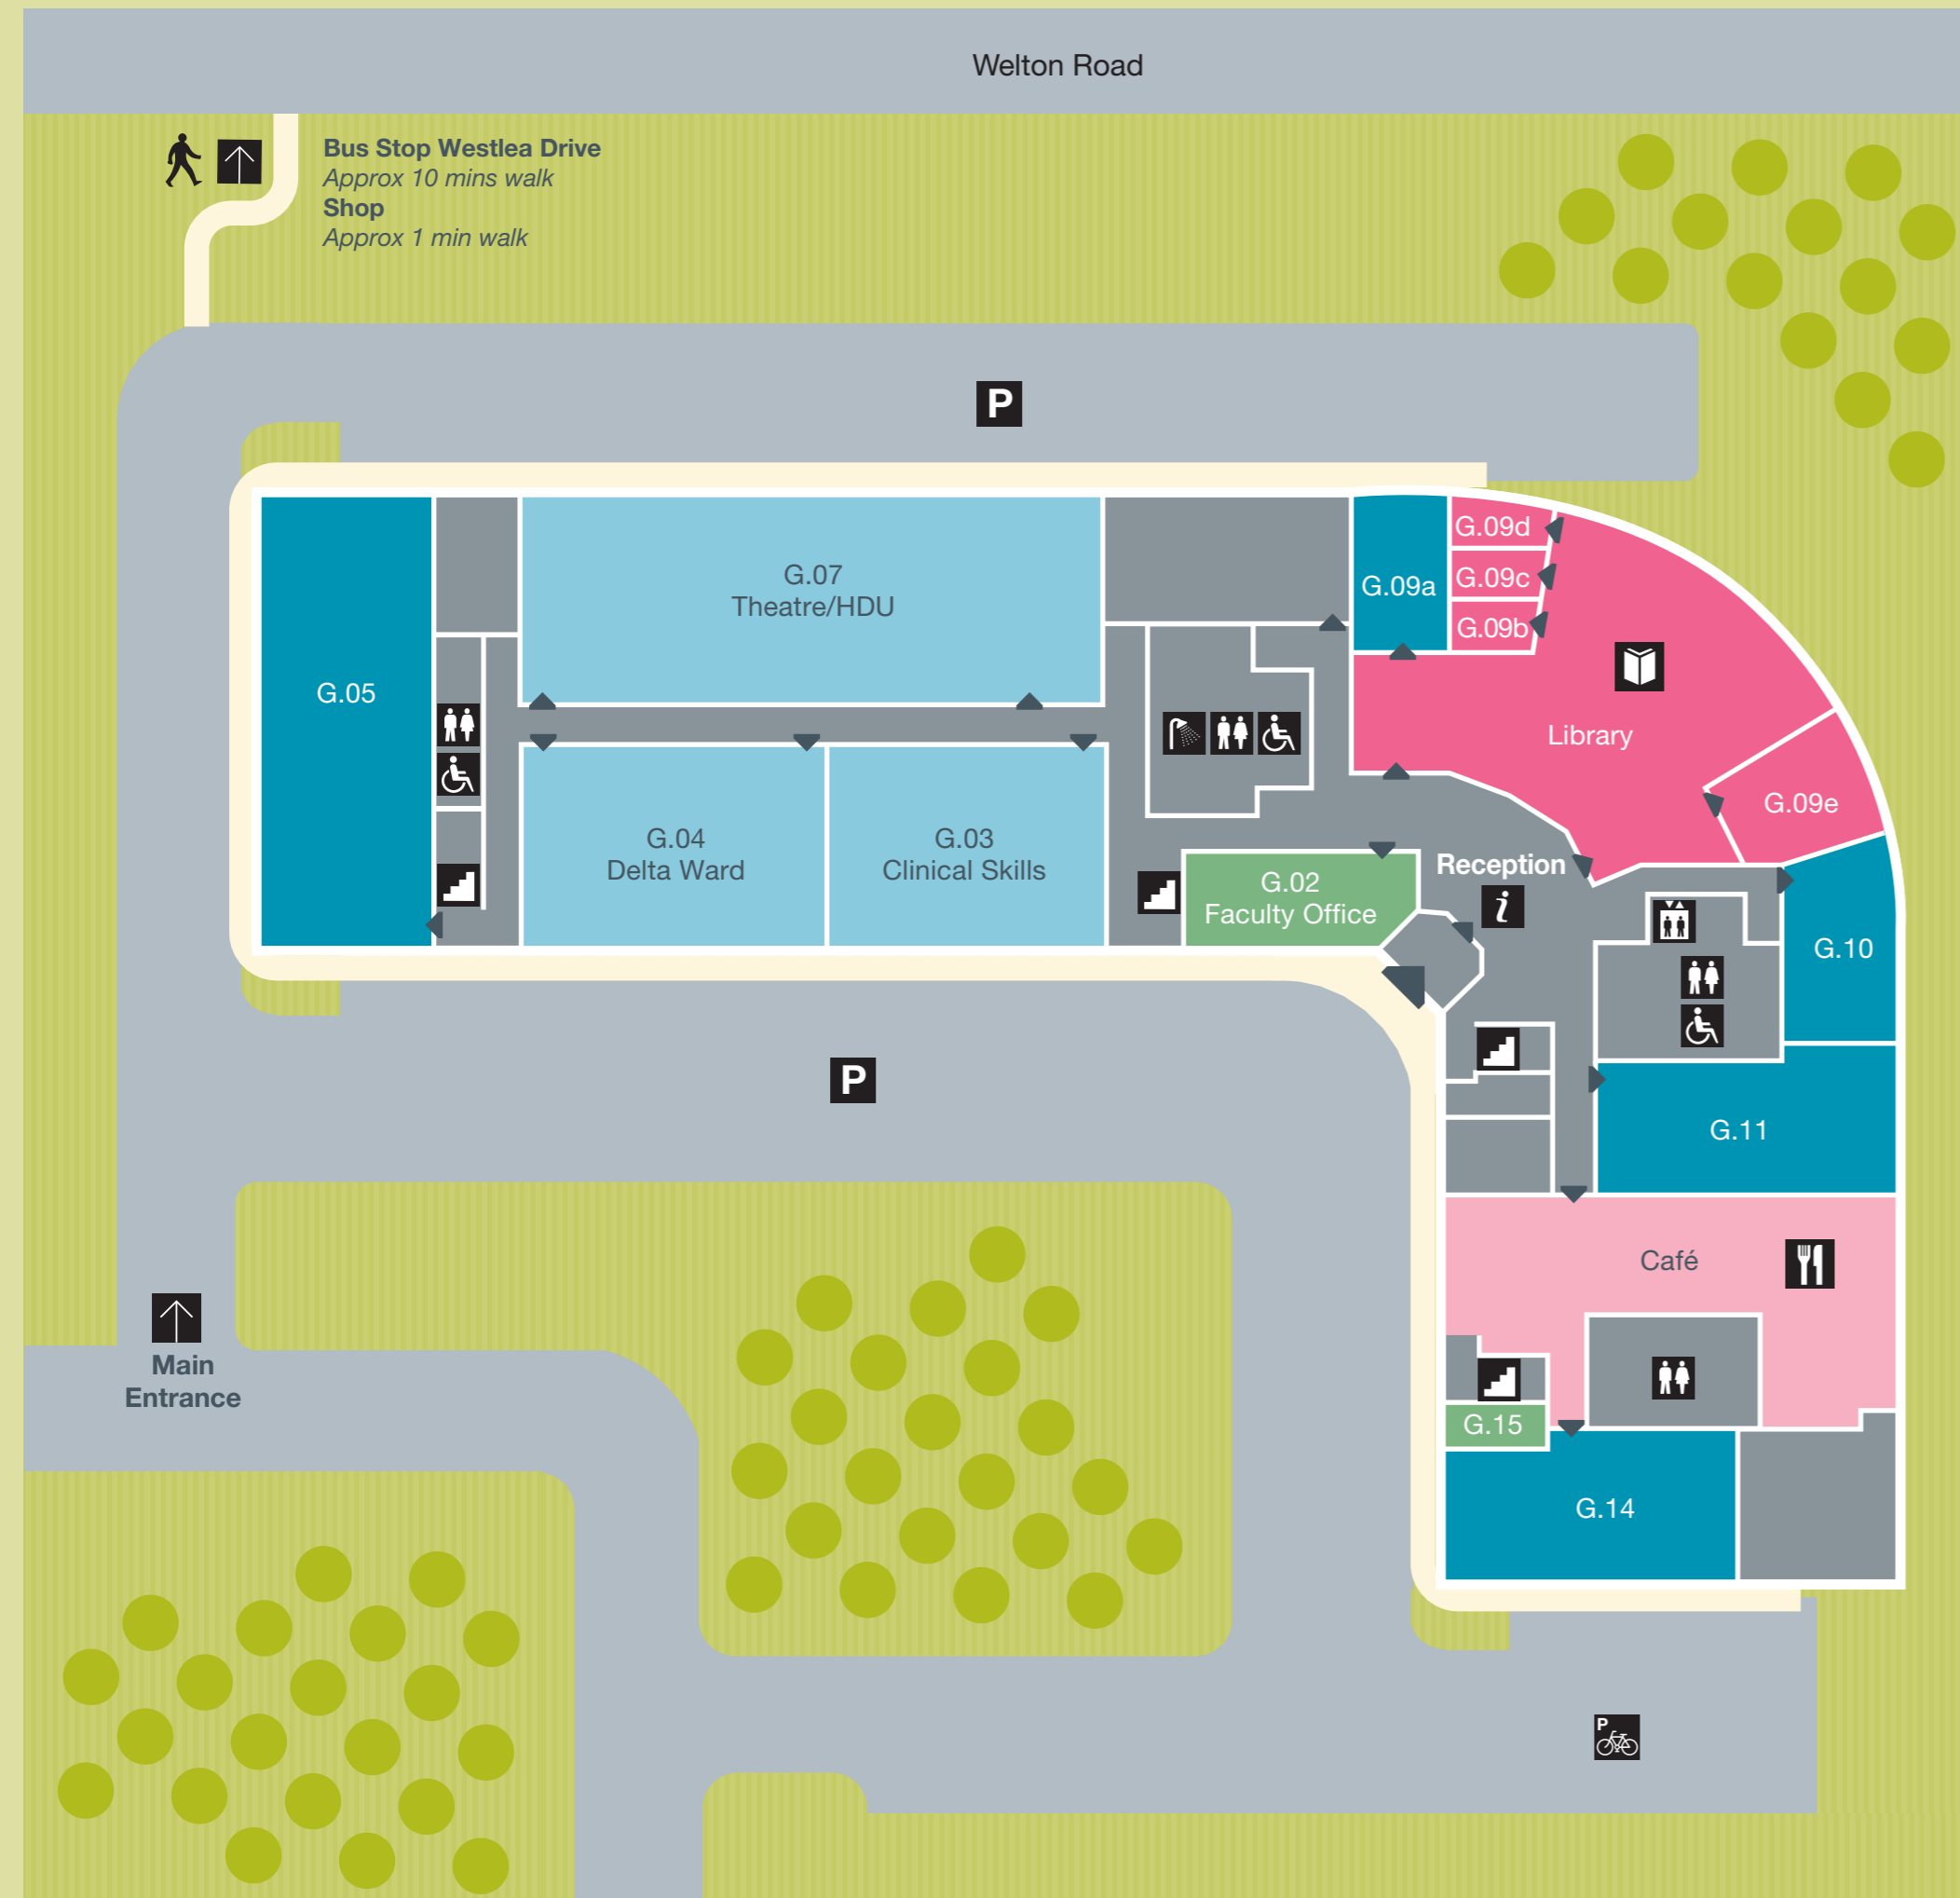 Welton Road
Bus Stop Westlea Drive
Approx 10 mins walk
Shop
Approx 1 min walk
P
G.09d
G.07
Theatre/HDU
G.09c
G.09a
G.09b
G.05
Library
G.09e
G.04
Delta Ward
G.03
Clinical Skills
Reception
i
G.02
Faculty Office
G.10
P
G.11
Café
Main
Entrance
G.15
G.14
P